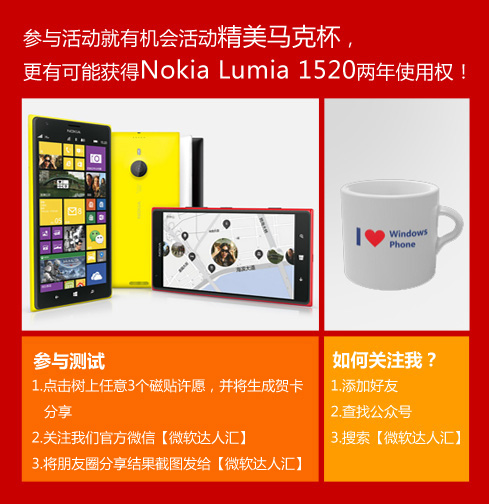 参与活动就有机会活动精美马克杯，
更有可能获得Nokia Lumia 1520两年使用权！
NOKIA
海滨大道
I ❤ Windows
Phone
参与测试
1.点击树上任意3个磁贴许愿，并将生成贺卡
分享
2.关注我们官方微信【微软达人汇】
3.将朋友圈分享结果截图发给【微软达人汇】
如何关注我？
1.添加好友
2.查找公众号
3.搜索【微软达人汇】